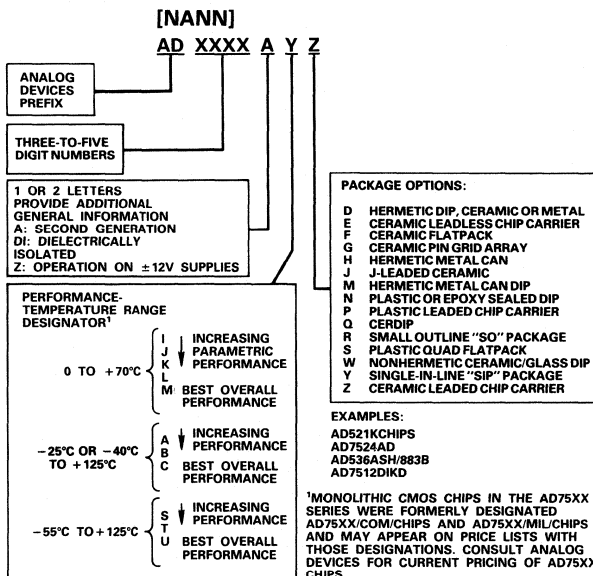 [NANN]
AD XXXX A Y Z
ANALOG
DEVICES
PREFIX
THREE-TO-FIVE
DIGIT NUMBERS
1 OR 2 LETTERS
PROVIDE ADDITIONAL
GENERAL INFORMATION
A: SECOND GENERATION
DI: DIELECTRICALLY
ISOLATED
Z: OPERATION ON ±12V SUPPLIES
PERFORMANCE-
TEMPERATURE RANGE
DESIGNATOR¹
0 TO +70°C
I
J
K
L
M
INCREASING
PARAMETRIC
PERFORMANCE
BEST OVERALL
PERFORMANCE
−25°C OR −40°C
TO +125°C
A
B
C
INCREASING
PERFORMANCE
BEST OVERALL
PERFORMANCE
−55°C TO +125°C
S
T
U
INCREASING
PERFORMANCE
BEST OVERALL
PERFORMANCE
PACKAGE OPTIONS:
D HERMETIC DIP, CERAMIC OR METAL
E CERAMIC LEADLESS CHIP CARRIER
F CERAMIC FLATPACK
G CERAMIC PIN GRID ARRAY
H HERMETIC METAL CAN
J J-LEADED CERAMIC
M HERMETIC METAL CAN DIP
N PLASTIC OR EPOXY SEALED DIP
P PLASTIC LEADED CHIP CARRIER
Q CERDIP
R SMALL OUTLINE "SO" PACKAGE
S PLASTIC QUAD FLATPACK
W NONHERMETIC CERAMIC/GLASS DIP
Y SINGLE-IN-LINE "SIP" PACKAGE
Z CERAMIC LEADED CHIP CARRIER
EXAMPLES:
AD521KCHIPS
AD7524AD
AD536ASH/883B
AD7512DIKD
¹MONOLITHIC CMOS CHIPS IN THE AD75XX
SERIES WERE FORMERLY DESIGNATED
AD75XX/COM/CHIPS AND AD75XX/MIL/CHIPS
AND MAY APPEAR ON PRICE LISTS WITH
THOSE DESIGNATIONS. CONSULT ANALOG
DEVICES FOR CURRENT PRICING OF AD75XX
CHIPS